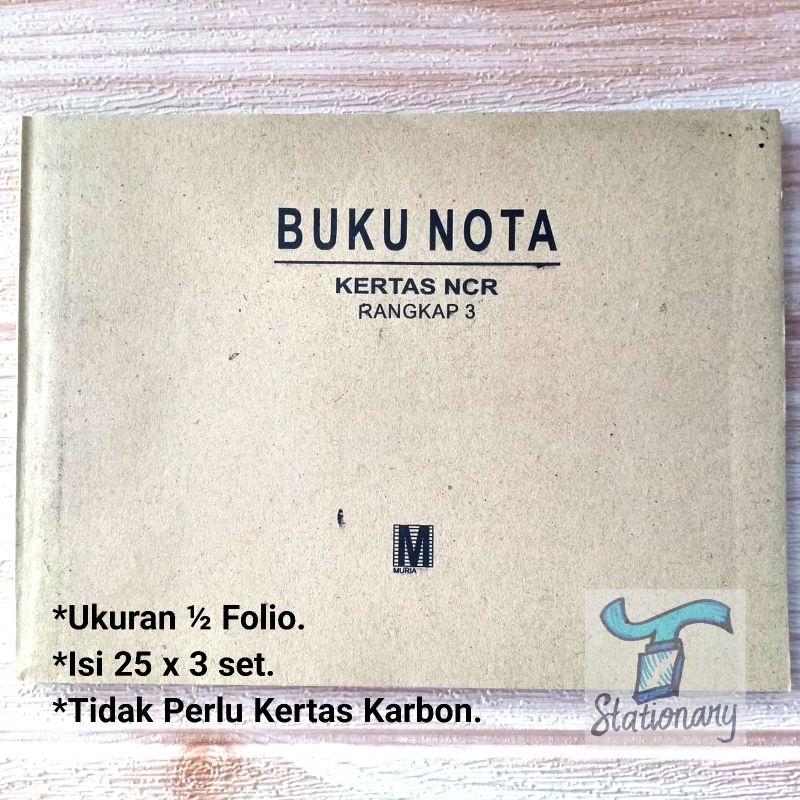 BUKU NOTA
KERTAS NCR
RANGKAP 3
M
MURIA
*Ukuran ½ Folio.
*Isi 25 x 3 set.
*Tidak Perlu Kertas Karbon.
Stationary